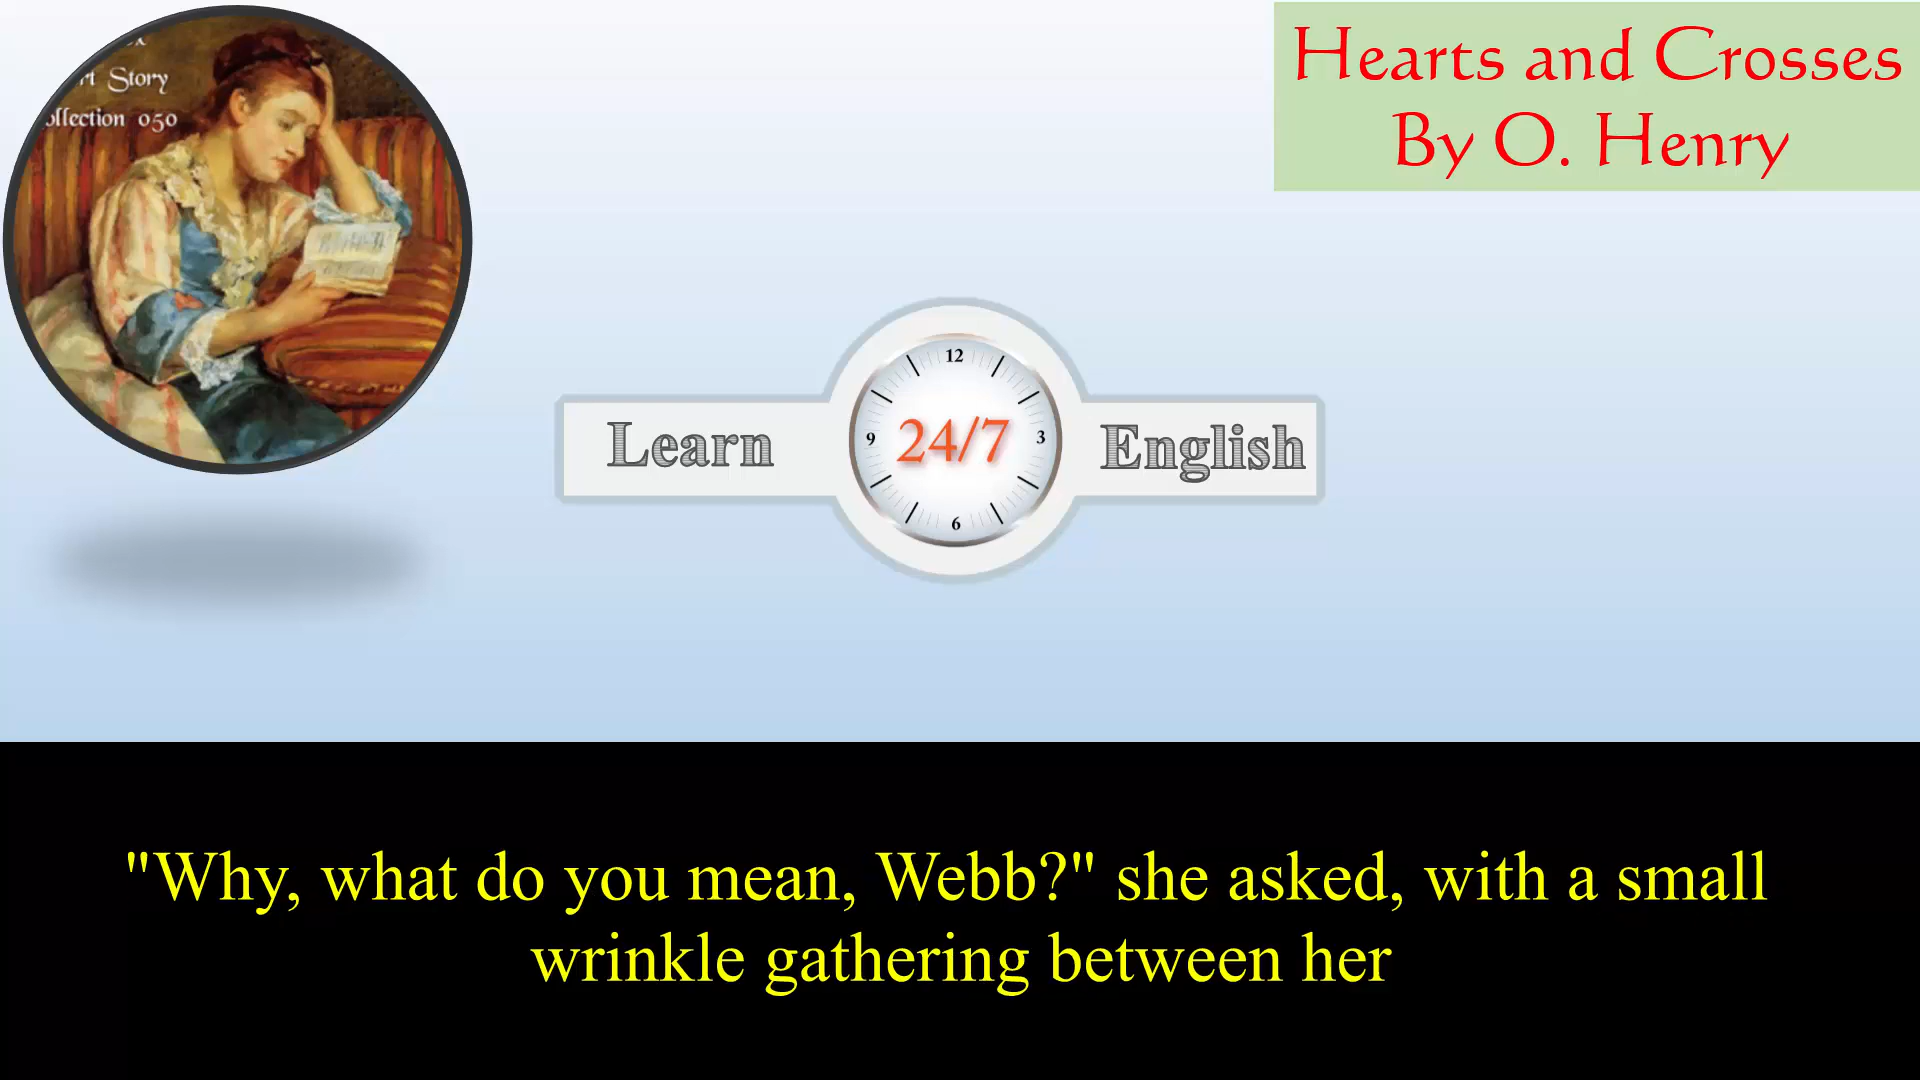 Story
050
Hearts and Crosses
By O. Henry
12
Learn
9
24/7
3
English
6
"Why, what do you mean, Webb?" she asked, with a small
wrinkle gathering between her